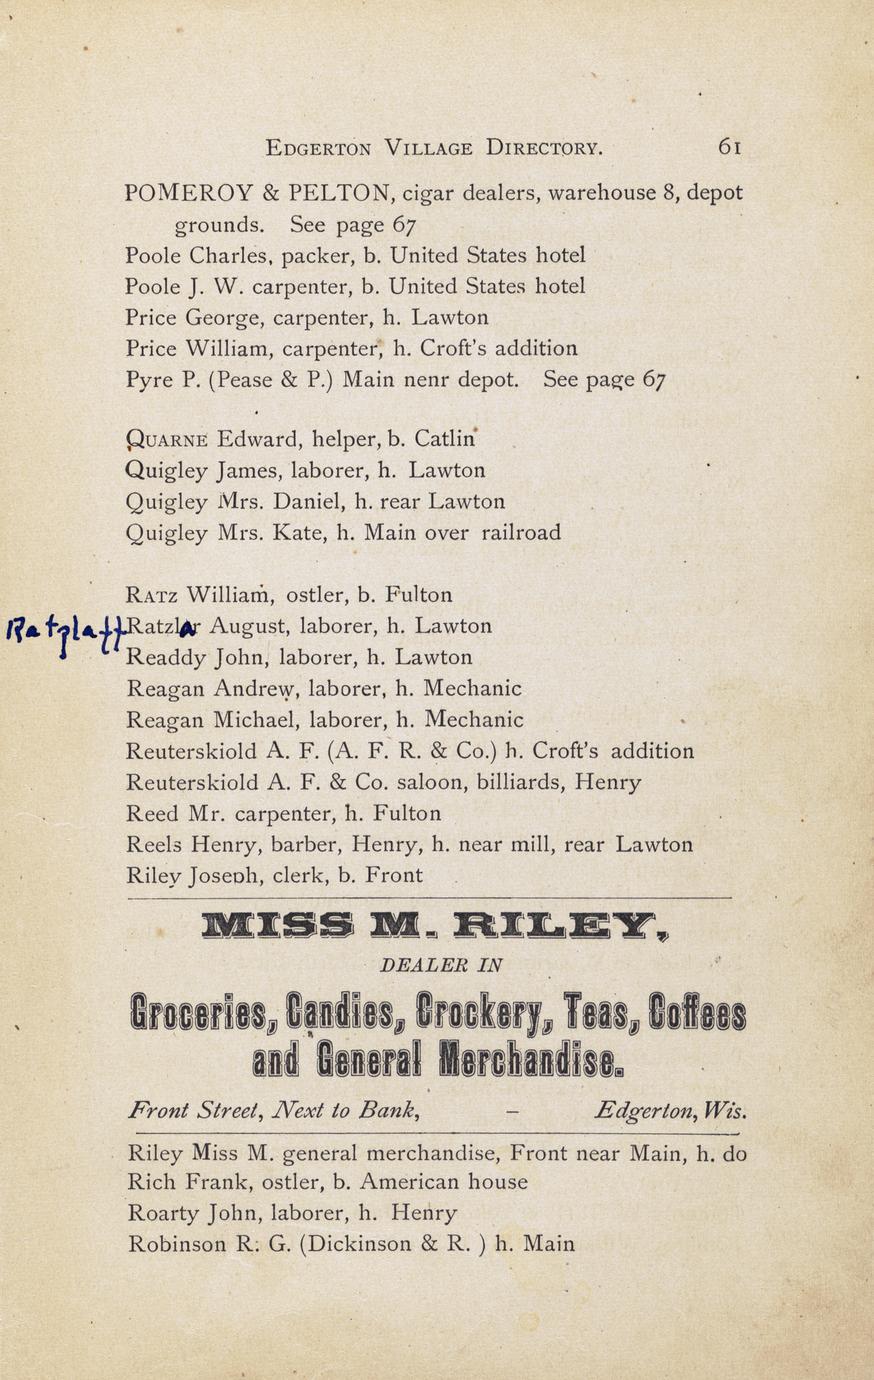 EDGERTON VILLAGE DIRECTORY. 61
POMEROY & PELTON, cigar dealers, warehouse 8, depot
grounds. See page 67
Poole Charles, packer, b. United States hotel
Poole J. W. carpenter, b. United States hotel
Price George, carpenter, h. Lawton
Price William, carpenter, h. Croft's addition
Pyre P. (Pease & P.) Main nenr depot. See page 67
QUARNE Edward, helper, b. Catlin
Quigley James, laborer, h. Lawton
Quigley Mrs. Daniel, h. rear Lawton
Quigley Mrs. Kate, h. Main over railroad
RATZ William, ostler, b. Fulton
Ratzlaff Ratzlar August, laborer, h. Lawton
Readdy John, laborer, h. Lawton
Reagan Andrew, laborer, h. Mechanic
Reagan Michael, laborer, h. Mechanic
Reuterskiold A. F. (A. F. R. & Co.) h. Croft's addition
Reuterskiold A. F. & Co. saloon, billiards, Henry
Reed Mr. carpenter, h. Fulton
Reels Henry, barber, Henry, h. near mill, rear Lawton
Riley Joseph, clerk, b. Front
MISS M. RILEY,
DEALER IN
Groceries, Candies, Crockery, Teas, Coffees
and General Merchandise.
Front Street, Next to Bank, – Edgerton, Wis.
Riley Miss M. general merchandise, Front near Main, h. do
Rich Frank, ostler, b. American house
Roarty John, laborer, h. Henry
Robinson R. G. (Dickinson & R. ) h. Main